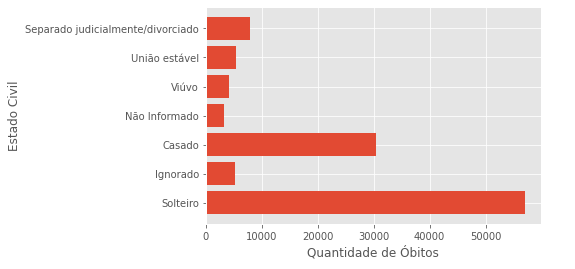 Separado judicialmente/divorciado
União estável
Viúvo
Não Informado
Casado
Ignorado
Solteiro
Estado Civil
0 10000 20000 30000 40000 50000
Quantidade de Óbitos